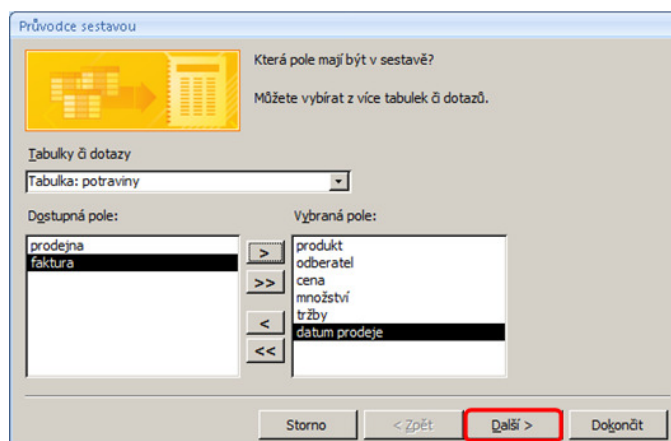 Průvodce sestavou
Která pole mají být v sestavě?
Můžete vybírat z více tabulek či dotazů.
Tabulky či dotazy
Tabulka: potraviny
Dostupná pole:
prodejna
faktura
>
>>
<
<<
Vybraná pole:
produkt
odberatel
cena
množství
tržby
datum prodeje
Storno
< Zpět
Další >
Dokončit